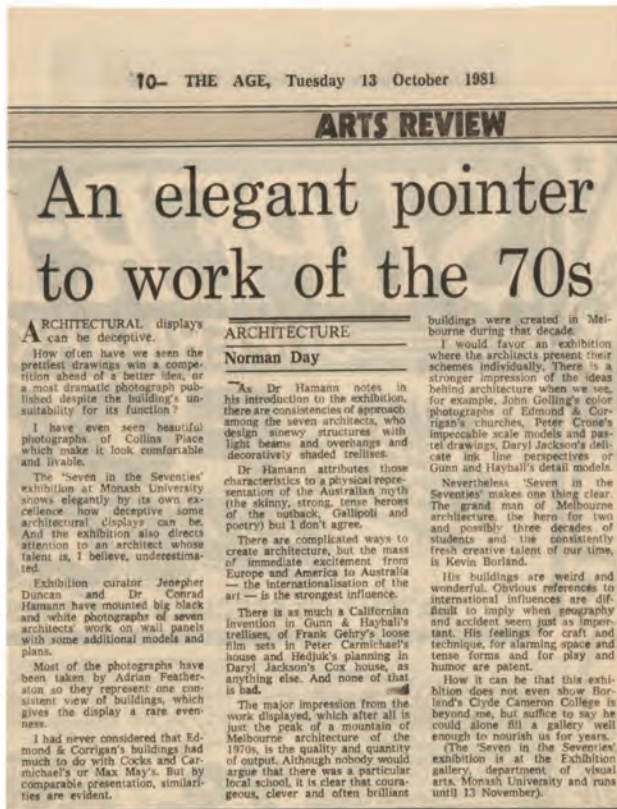 10— THE AGE, Tuesday 13 October 1981
ARTS REVIEW
An elegant pointer
to work of the 70s
ARCHITECTURAL displays
can be deceptive.
How often have we seen the
prettiest drawings win a compe-
tition ahead of a better idea, or
a most dramatic photograph pub-
lished despite the building's un-
suitability for its function?
I have even seen beautiful
photographs of Collins Place
which make it look comfortable
and livable.
The 'Seven in the Seventies'
exhibition at Monash University
shows elegantly by its own ex-
cellence how deceptive some
architectural displays can be.
And the exhibition also directs
attention to an architect whose
talent is, I believe, underestima-
ted.
Exhibition curator Jenepher
Duncan and Dr Conrad
Hamann have mounted big black
and white photographs of seven
architects' work on wall panels
with some additional models and
plans.
Most of the photographs have
been taken by Adrian Feather-
ston so they represent one con-
sistent view of buildings, which
gives the display a rare even-
ness.
I had never considered that Ed-
mond & Corrigan's buildings had
much to do with Cocks and Car-
michael's or Max May's. But by
comparable presentation, similari-
ties are evident.
ARCHITECTURE
Norman Day
As Dr Hamann notes in
his introduction to the exhibition,
there are consistencies of approach
among the seven architects, who
design sinewy structures with
light beams and overhangs and
decoratively shaded trellises.
Dr Hamann attributes those
characteristics to a physical repre-
sentation of the Australian myth
(the skinny, strong, tense heroes
of the outback, Gallipoli and
poetry) but I don't agree.
There are complicated ways to
create architecture, but the mass
of immediate excitement from
Europe and America to Australia
— the internationalisation of the
art — is the strongest influence.
There is as much a Californian
invention in Gunn & Hayball's
trellises, of Frank Gehry's loose
film sets in Peter Carmichael's
house and Hedjuk's planning in
Daryl Jackson's Cox house, as
anything else. And none of that
is bad.
The major impression from the
work displayed, which after all is
just the peak of a mountain of
Melbourne architecture of the
1970s, is the quality and quantity
of output. Although nobody would
argue that there was a particular
local school, it is clear that coura-
geous, clever and often brilliant
buildings were created in Mel-
bourne during that decade.
I would favor an exhibition
where the architects present their
schemes individually. There is a
stronger impression of the ideas
behind architecture when we see,
for example, John Golling's color
photographs of Edmond & Cor-
rigan's churches, Peter Crone's
impeccable scale models and pas-
tel drawings, Daryl Jackson's deli-
cate ink line perspectives or
Gunn and Hayball's detail models.
Nevertheless 'Seven in the
Seventies' makes one thing clear.
The grand man of Melbourne
architecture, the hero for two
and possibly three decades of
students and the consistently
fresh creative talent of our time,
is Kevin Borland.
His buildings are weird and
wonderful. Obvious references to
international influences are dif-
ficult to imply when geography
and accident seem just as impor-
tant. His feelings for craft and
technique, for alarming space and
tense forms and for play and
humor are patent.
How it can be that this exhi-
bition does not even show Bor-
land's Clyde Cameron College is
beyond me, but suffice to say he
could alone fill a gallery well
enough to nourish us for years.
(The 'Seven in the Seventies'
exhibition is at the Exhibition
gallery, department of visual
arts, Monash University and runs
until 13 November).